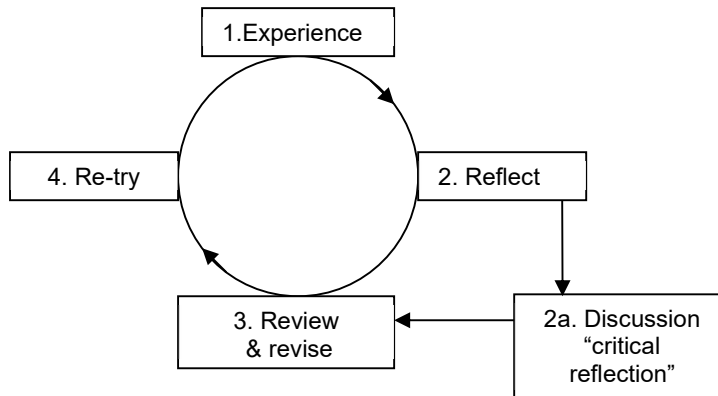 1.Experience
2. Reflect
2a. Discussion
“critical
reflection”
3. Review
& revise
4. Re-try